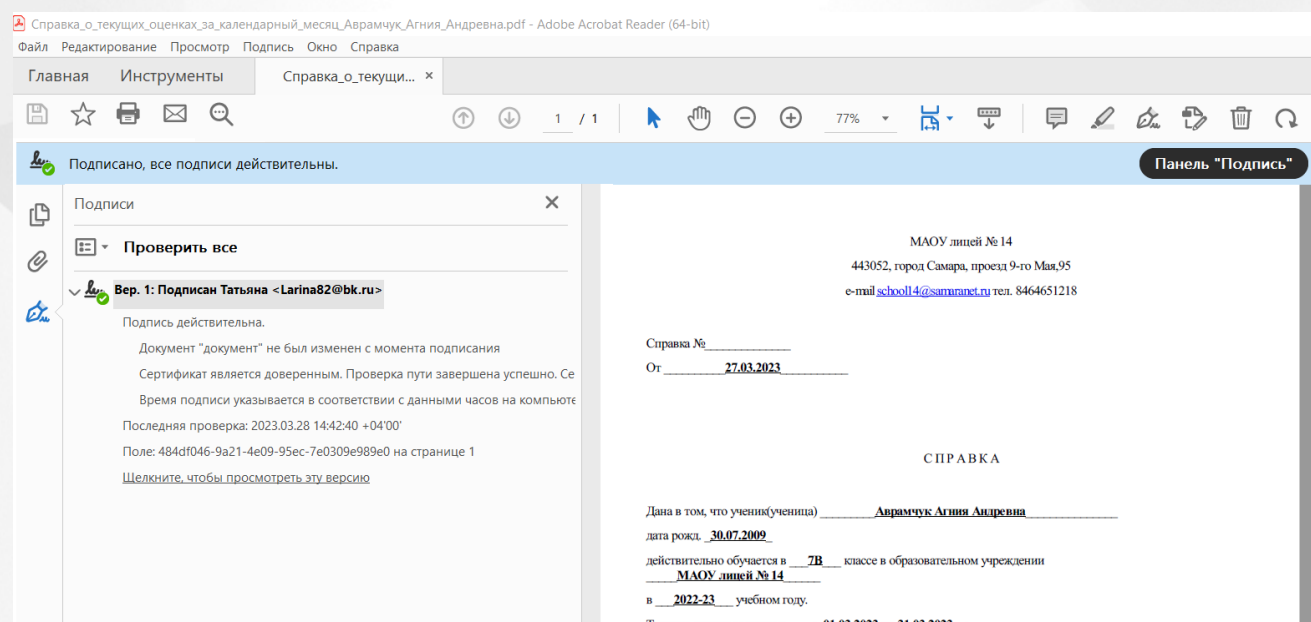 Справка_о_текущих_оценках_за_календарный_месяц_Аврамчук_Агния_Андревна.pdf - Adobe Acrobat Reader (64-bit)
Файл Редактирование Просмотр Подпись Окно Справка
Главная Инструменты Справка_о_текущи... ×
1 / 1 77%
Подписано, все подписи действительны.
Панель "Подпись"
Подписи
Проверить все
Вер. 1: Подписан Татьяна <Larina82@bk.ru>
Подпись действительна.
Документ "документ" не был изменен с момента подписания
Сертификат является доверенным. Проверка пути завершена успешно. Се
Время подписи указывается в соответствии с данными часов на компьюте
Последняя проверка: 2023.03.28 14:42:40 +04'00'
Поле: 484df046-9a21-4e09-95ec-7e0309e989e0 на странице 1
Щелкните, чтобы просмотреть эту версию
МАОУ лицей № 14
443052, город Самара, проезд 9-го Мая,95
e-mail school14@samaranet.ru тел. 8464651218
Справка №______________
От __________27.03.2023___________
СПРАВКА
Дана в том, что ученик(ученица) _________Аврамчук Агния Андревна_______________
дата рожд. _30.07.2009_
действительно обучается в ___7В___ классе в образовательном учреждении
_____МАОУ лицей № 14______
в ___2022-23___ учебном году.